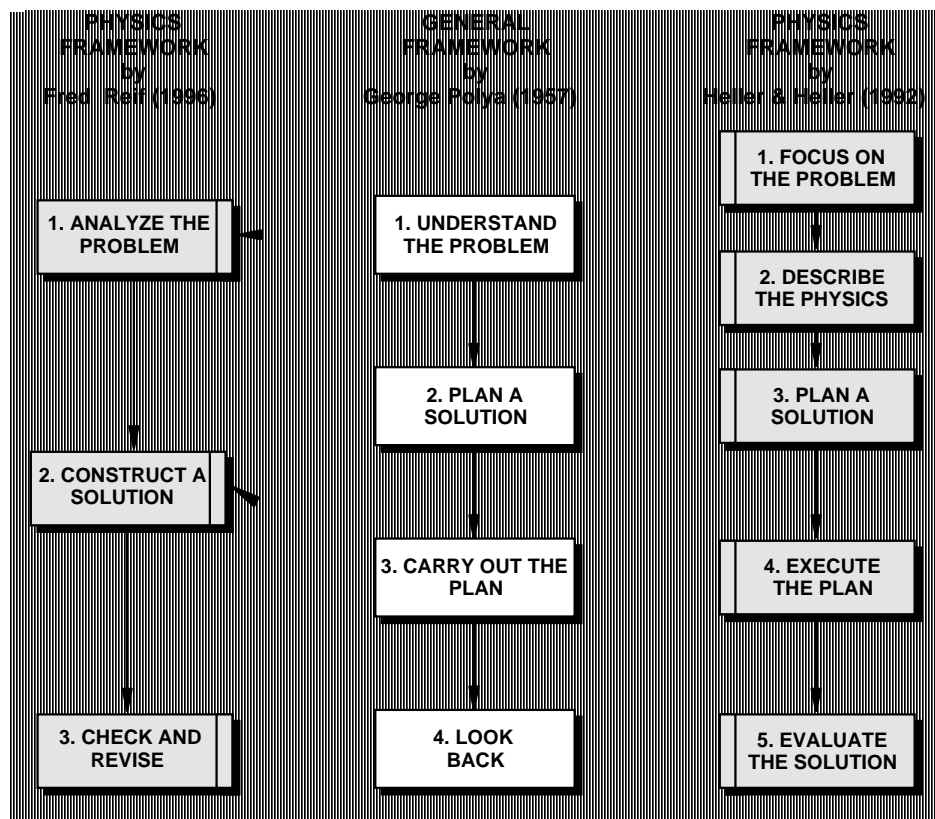 PHYSICS
FRAMEWORK
by
Fred Reif (1996)
1. ANALYZE THE
PROBLEM
2. CONSTRUCT A
SOLUTION
3. CHECK AND
REVISE
GENERAL
FRAMEWORK
by
George Polya (1957)
1. UNDERSTAND
THE PROBLEM
2. PLAN A
SOLUTION
3. CARRY OUT THE
PLAN
4. LOOK
BACK
PHYSICS
FRAMEWORK
by
Heller & Heller (1992)
1. FOCUS ON
THE PROBLEM
2. DESCRIBE
THE PHYSICS
3. PLAN A
SOLUTION
4. EXECUTE
THE PLAN
5. EVALUATE
THE SOLUTION